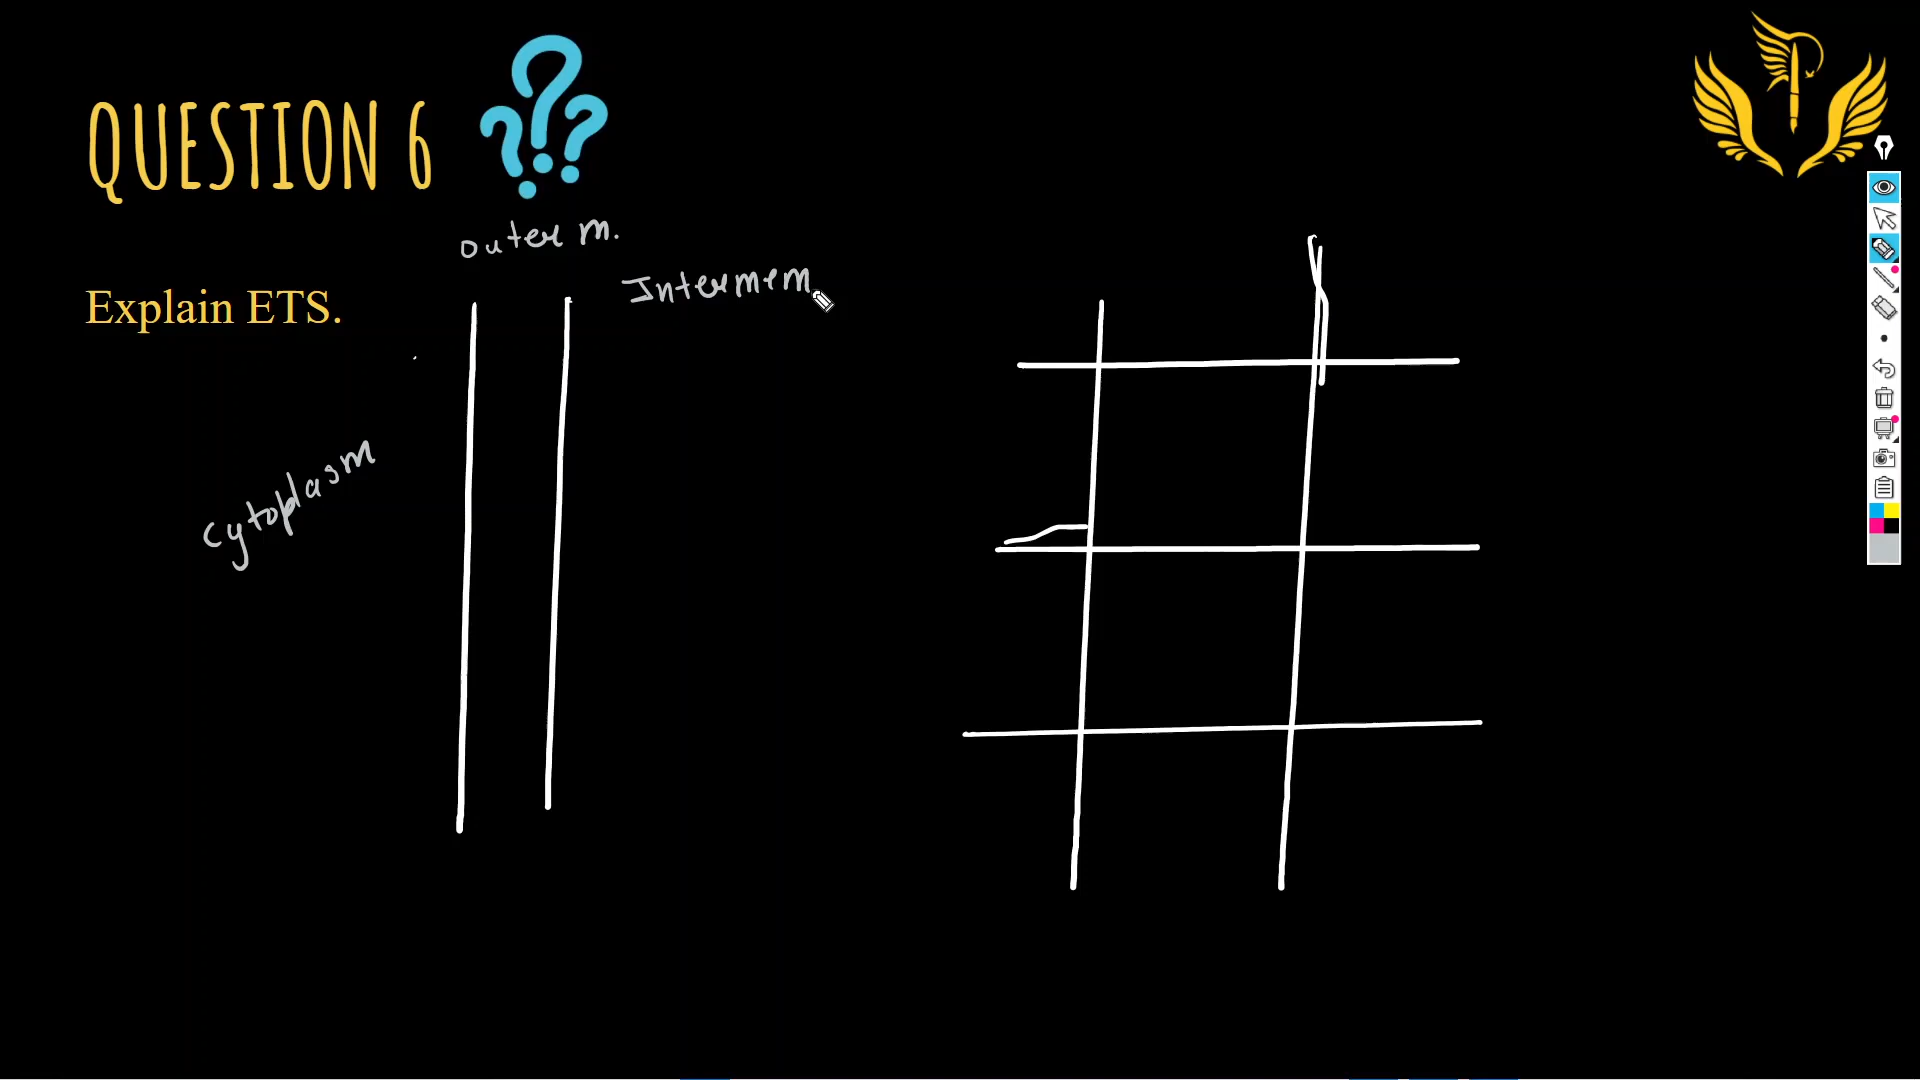 QUESTION 6
outer m.
Intermem
Explain ETS.
cytoplasm